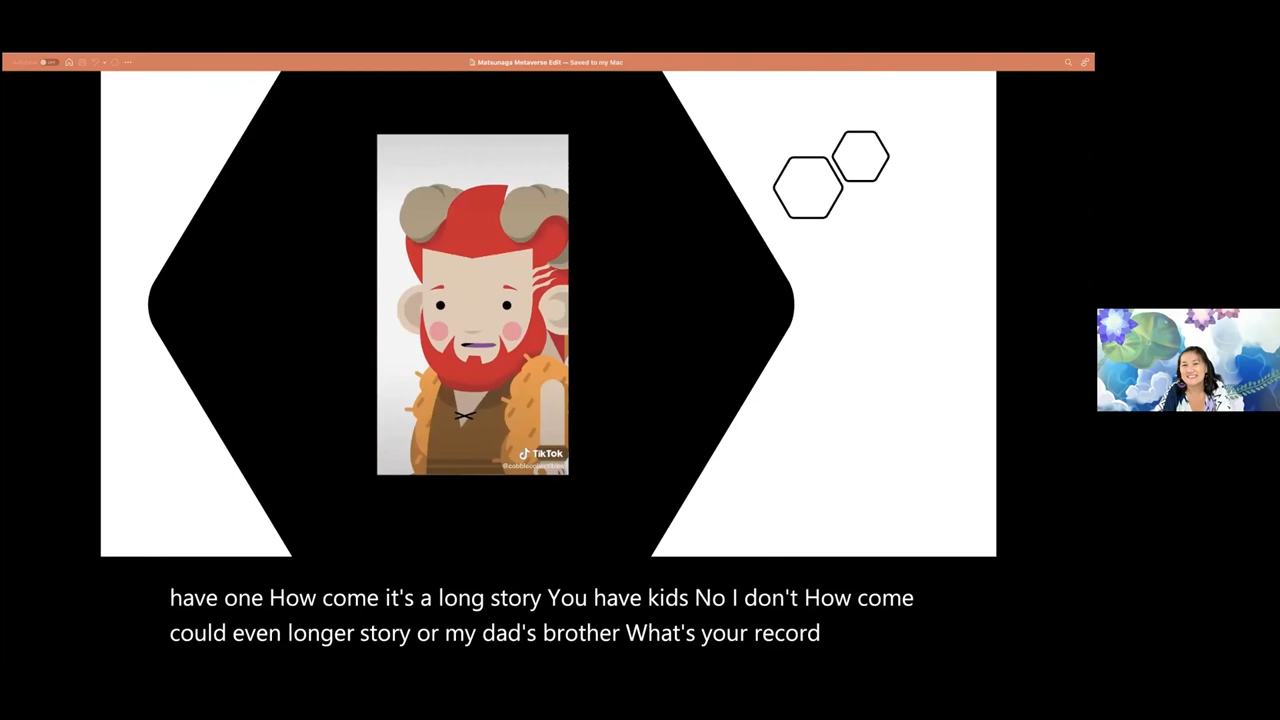 Matsunaga Metaverse Edit — Saved to my Mac
TikTok
have one How come it's a long story You have kids No I don't How come
could even longer story or my dad's brother What's your record